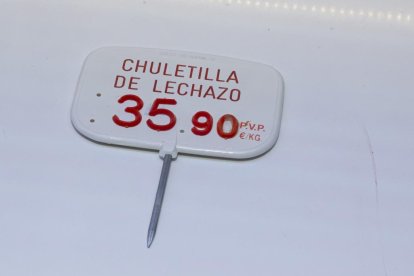 CHULETILLA
DE LECHAZO
35 90 P.V.P.
€/KG